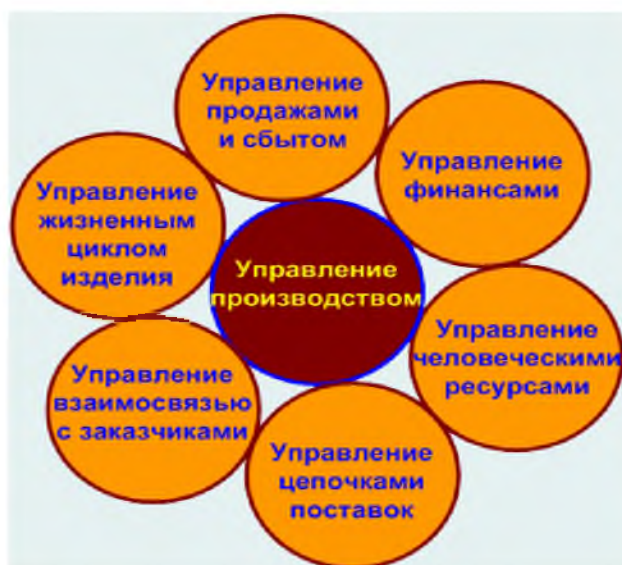 Управление
продажами
и сбытом
Управление
финансами
Управление
жизненным
циклом
изделия
Управление
производством
Управление
человеческими
ресурсами
Управление
взаимосвязью
с заказчиками
Управление
цепочками
поставок